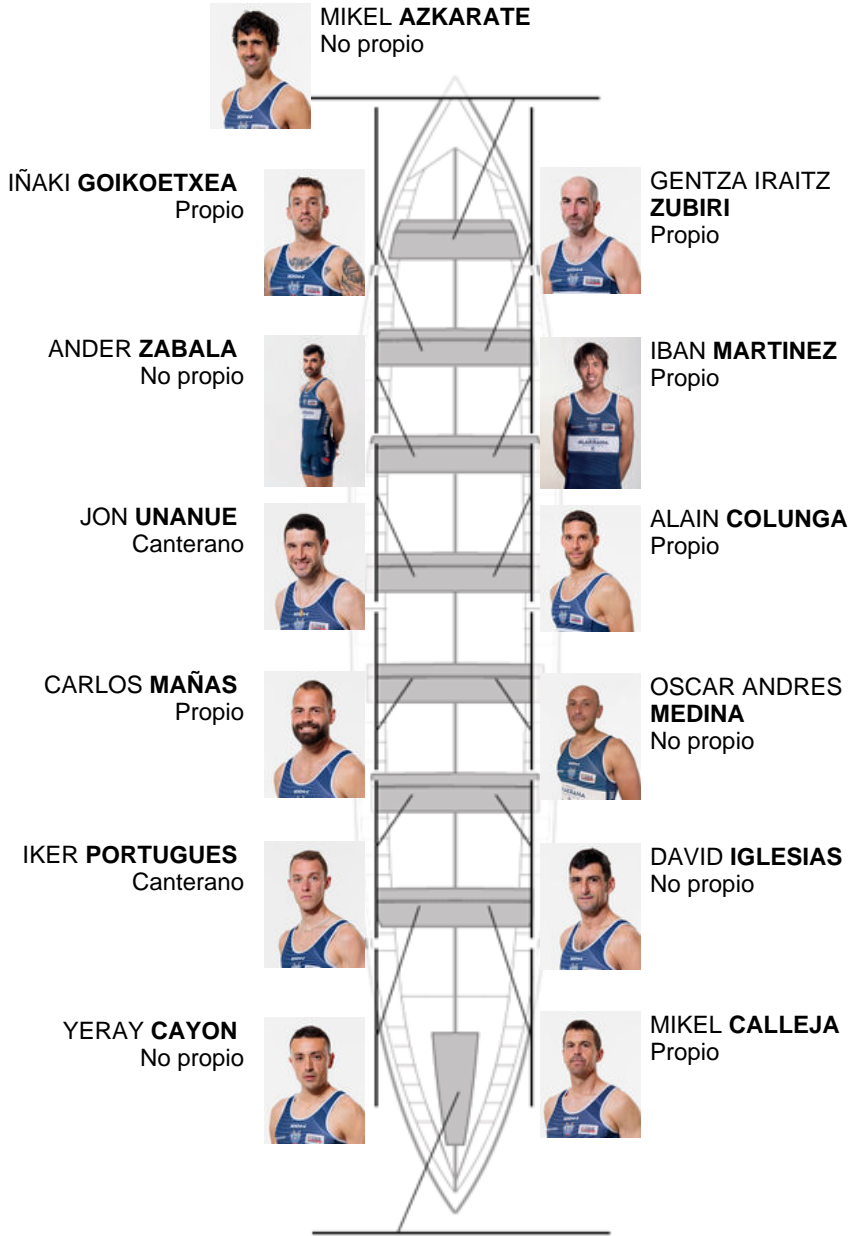 MIKEL AZKARATE
No propio
IÑAKI GOIKOETXEA
Propio
GENTZA IRAITZ
ZUBIRI
Propio
ANDER ZABALA
No propio
IBAN MARTINEZ
Propio
JON UNANUE
Canterano
ALAIN COLUNGA
Propio
CARLOS MAÑAS
Propio
OSCAR ANDRES
MEDINA
No propio
IKER PORTUGUES
Canterano
DAVID IGLESIAS
No propio
YERAY CAYON
No propio
MIKEL CALLEJA
Propio